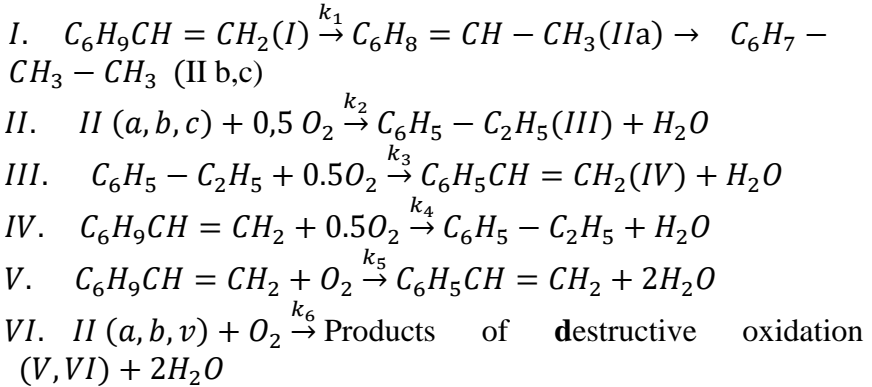 I. C₆H₉CH = CH₂(I) →^{k₁} C₆H₈ = CH − CH₃(IIa) → C₆H₇ −
CH₃ − CH₃ (II b,c)
II. II (a, b, c) + 0,5 O₂ →^{k₂} C₆H₅ − C₂H₅(III) + H₂O
III. C₆H₅ − C₂H₅ + 0.5O₂ →^{k₃} C₆H₅CH = CH₂(IV) + H₂O
IV. C₆H₉CH = CH₂ + 0.5O₂ →^{k₄} C₆H₅ − C₂H₅ + H₂O
V. C₆H₉CH = CH₂ + O₂ →^{k₅} C₆H₅CH = CH₂ + 2H₂O
VI. II (a, b, v) + O₂ →^{k₆} Products of destructive oxidation
(V, VI) + 2H₂O